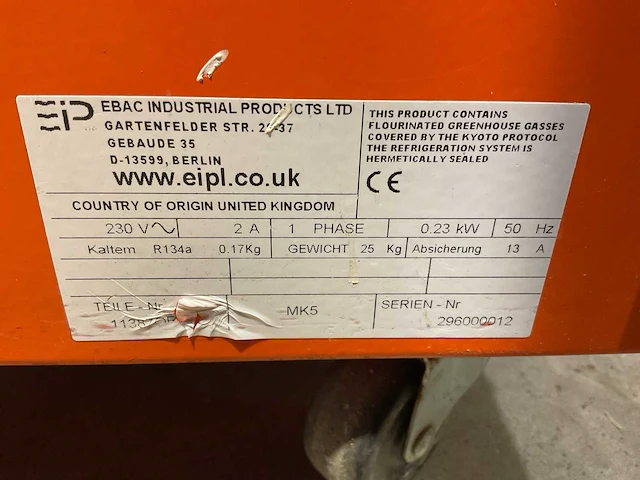 EIP EBAC INDUSTRIAL PRODUCTS LTD
GARTENFELDER STR. 37
GEBAUDE 35
D-13599, BERLIN
www.eipl.co.uk
THIS PRODUCT CONTAINS
FLOURINATED GREENHOUSE GASSES
COVERED BY THE KYOTO PROTOCOL
THE REFRIGERATION SYSTEM IS
HERMETICALLY SEALED
CE
COUNTRY OF ORIGIN UNITED KINGDOM
230 V 2 A 1 PHASE 0.23 kW 50 Hz
Kaltem R134a 0.17Kg GEWICHT 25 Kg Absicherung 13 A
TEILE - Nr MK5 SERIEN - Nr
296000012